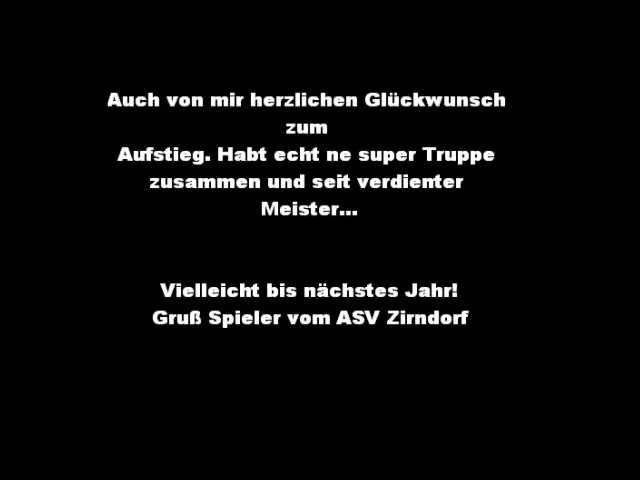 Auch von mir herzlichen Glückwunsch
zum
Aufstieg. Habt echt ne super Truppe
zusammen und seit verdienter
Meister...
Vielleicht bis nächstes Jahr!
Gruß Spieler vom ASV Zirndorf